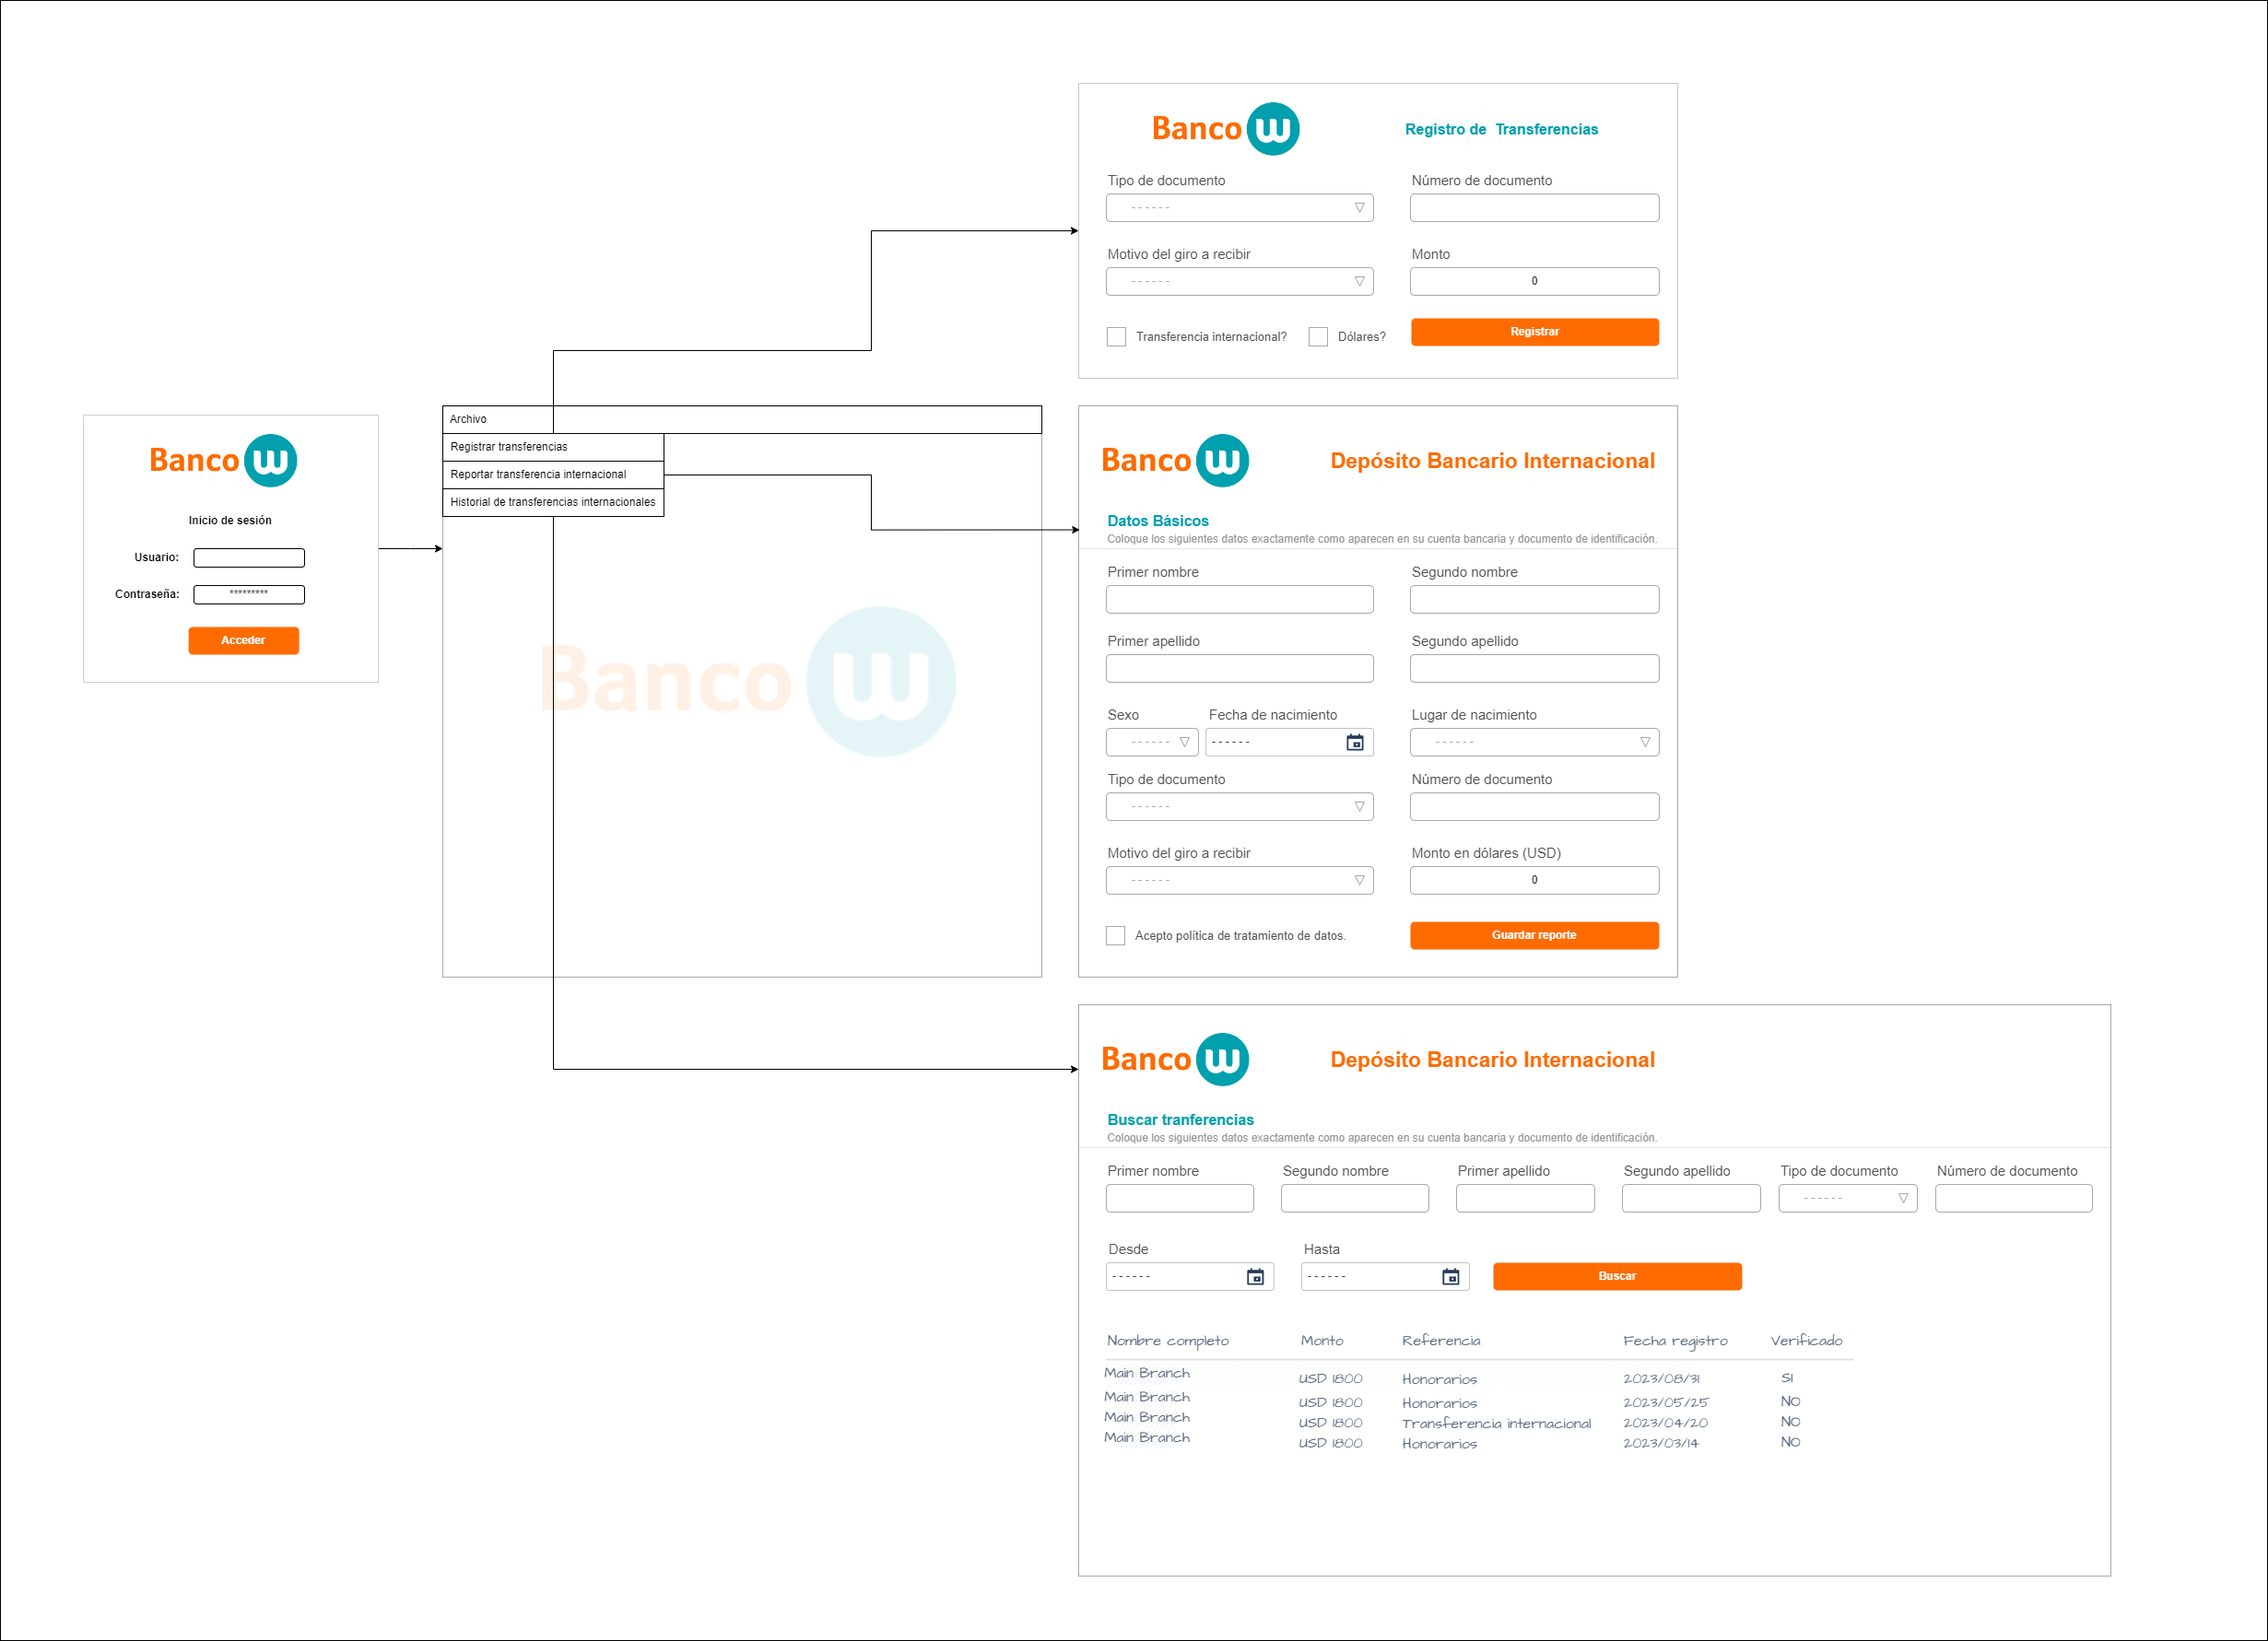 Banco W
Inicio de sesión
Usuario:
Contraseña: *********
Acceder
Archivo
Registrar transferencias
Reportar transferencia internacional
Historial de transferencias internacionales
Banco W
Banco W Registro de Transferencias
Tipo de documento Número de documento
------
Motivo del giro a recibir Monto
------ 0
Transferencia internacional? Dólares? Registrar
Banco W Depósito Bancario Internacional
Datos Básicos
Coloque los siguientes datos exactamente como aparecen en su cuenta bancaria y documento de identificación.
Primer nombre Segundo nombre
Primer apellido Segundo apellido
Sexo Fecha de nacimiento Lugar de nacimiento
------ ------ ------
Tipo de documento Número de documento
------
Motivo del giro a recibir Monto en dólares (USD)
------ 0
Acepto política de tratamiento de datos. Guardar reporte
Banco W Depósito Bancario Internacional
Buscar tranferencias
Coloque los siguientes datos exactamente como aparecen en su cuenta bancaria y documento de identificación.
Primer nombre Segundo nombre Primer apellido Segundo apellido Tipo de documento Número de documento
------
Desde Hasta
------ ------ Buscar
Nombre completo Monto Referencia Fecha registro Verificado
Main Branch USD 1800 Honorarios 2023/08/31 SI
Main Branch USD 1800 Honorarios 2023/05/25 NO
Main Branch USD 1800 Transferencia internacional 2023/04/20 NO
Main Branch USD 1800 Honorarios 2023/03/14 NO